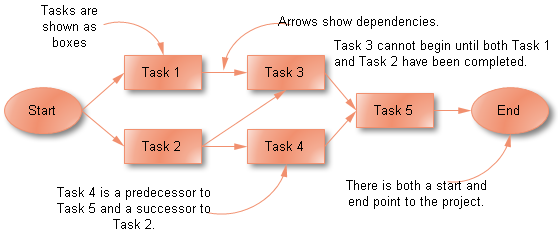 Tasks are
shown as
boxes
Arrows show dependencies.
Task 3 cannot begin until both Task 1
and Task 2 have been completed.
Task 1
Task 3
Start
Task 5
End
Task 2
Task 4
Task 4 is a predecessor to
Task 5 and a successor to
Task 2.
There is both a start and
end point to the project.